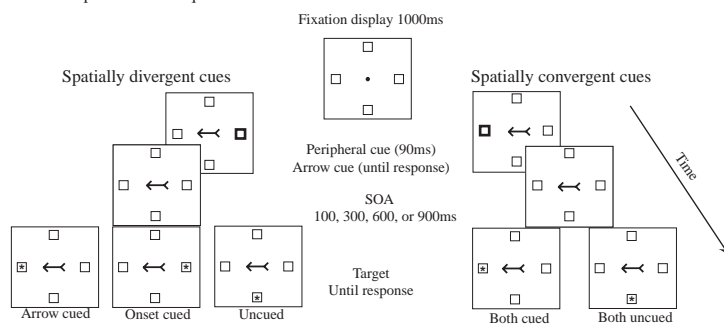 Fixation display 1000ms
Spatially divergent cues
Spatially convergent cues
Peripheral cue (90ms)
Arrow cue (until response)
Time
SOA
100, 300, 600, or 900ms
Target
Until response
Arrow cued
Onset cued
Uncued
Both cued
Both uncued